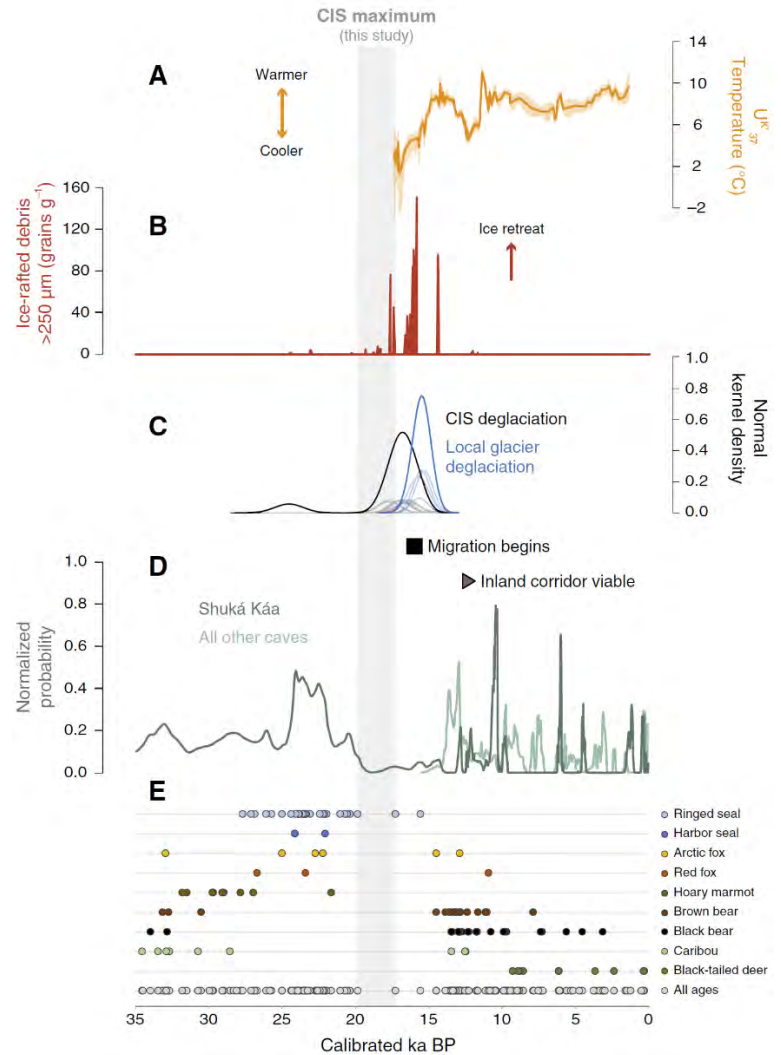 CIS maximum
(this study)
A
Warmer
Cooler
14
10
6
2
−2
U37K' Temperature (°C)
160
120
80
40
0
Ice-rafted debris
>250 µm (grains g−1)
B
Ice retreat
1.0
0.8
0.6
0.4
0.2
0.0
Normal
kernel density
C
CIS deglaciation
Local glacier
deglaciation
Migration begins
Inland corridor viable
D
1.0
0.8
0.6
0.4
0.2
0.0
Normalized
probability
Shuká Káa
All other caves
E
Ringed seal
Harbor seal
Arctic fox
Red fox
Hoary marmot
Brown bear
Black bear
Caribou
Black-tailed deer
All ages
35 30 25 20 15 10 5 0
Calibrated ka BP